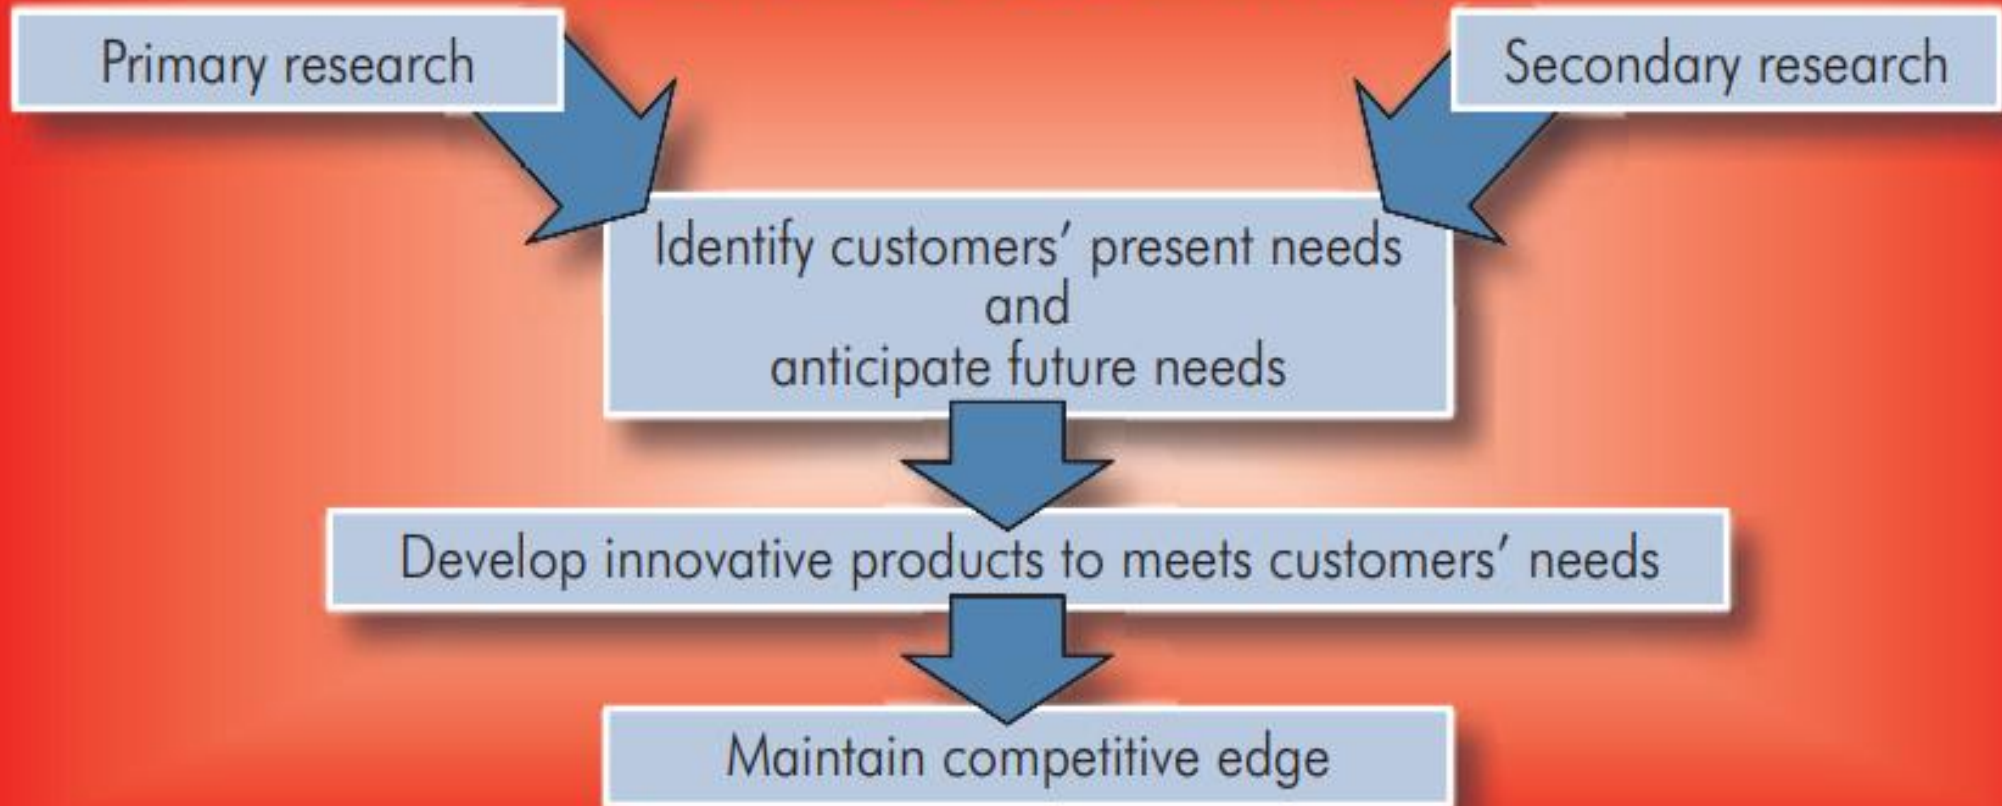 Primary research
Secondary research
Identify customers’ present needs
and
anticipate future needs
Develop innovative products to meets customers’ needs
Maintain competitive edge